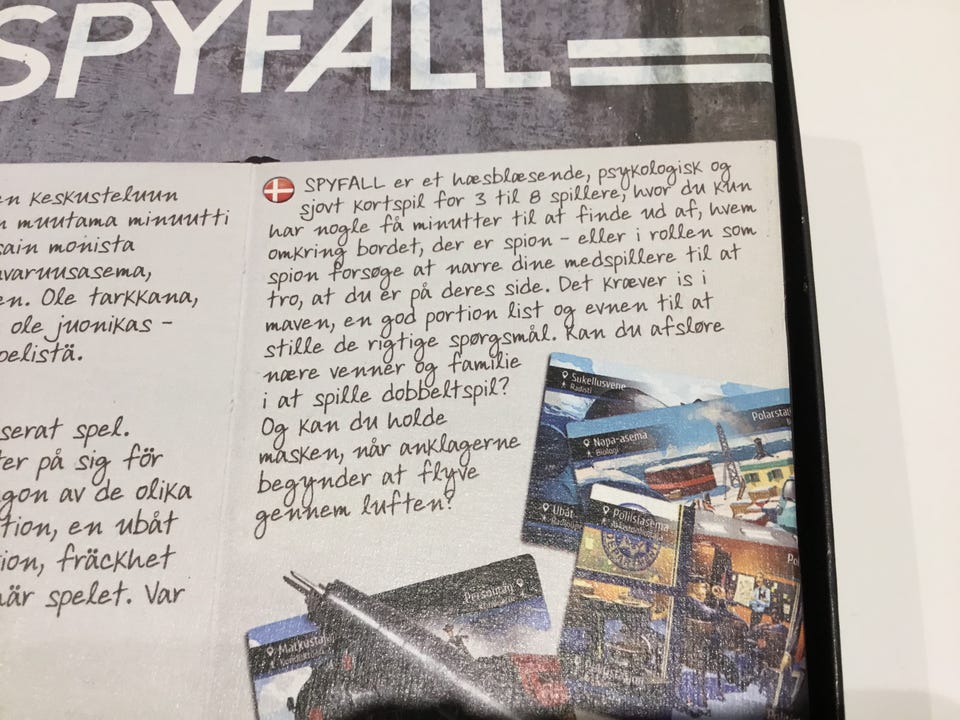 SPYFALL
en keskusteluun
muutama minuutti
sain monista
avaruusasema,
en. Ole tarkkana,
ole juonikas –
serat spel.
ter på sig för
gon av de olika
tion, en ubåt
ion, fräckhet
när spelet. Var
SPYFALL er et hæsblæsende, psykologisk og
sjovt kortspil for 3 til 8 spillere, hvor du kun
har nogle få minutter til at finde ud af, hvem
omkring bordet, der er spion – eller i rollen som
spion forsøge at narre dine medspillere til at
tro, at du er på deres side. Det kræver is i
maven, en god portion list og evnen til at
stille de rigtige spørgsmål. Kan du afsløre
nære venner og familie
i at spille dobbeltspil?
Og kan du holde
masken, når anklagerne
begynder at flyve
gennem luften?
Sukellusvene
Radisti
Napa-asema
Biologi
Polarsta
Ubåt
Poliisiasema
Po